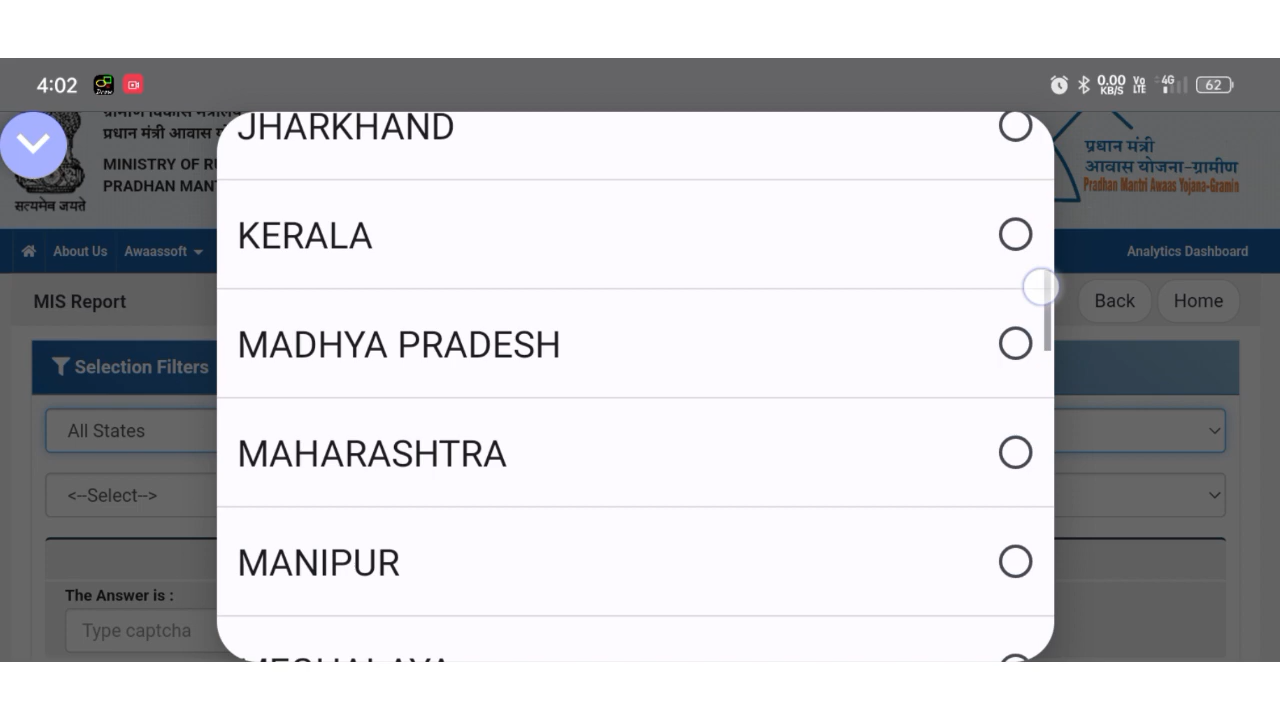 4:02
0.00 KB/S Vo LTE 4G 62
JHARKHAND
KERALA
MADHYA PRADESH
MAHARASHTRA
MANIPUR
MEGHALAYA
ग्रामीण विकास
प्रधान मंत्री आवास
MINISTRY OF
PRADHAN
सत्यमेव जयते
प्रधान मंत्री
आवास योजना-ग्रामीण
Pradhan Mantri Awaas Yojana-Gramin
About Us Awaassoft
Analytics Dashboard
MIS Report
Back Home
Selection Filters
All States
<--Select-->
The Answer is :
Type captcha